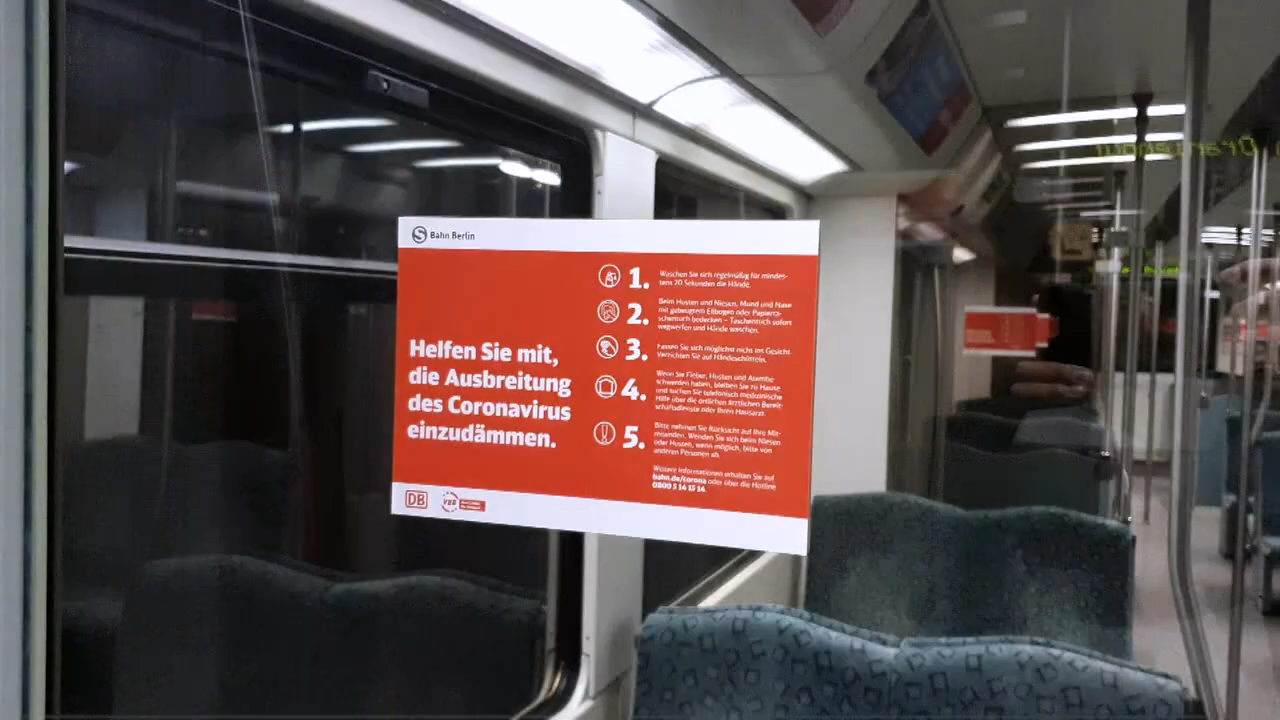 S Bahn Berlin
Helfen Sie mit,
die Ausbreitung
des Coronavirus
einzudämmen.
1.
Waschen Sie sich regelmäßig für mindes-
tens 20 Sekunden die Hände.
2.
Beim Husten und Niesen, Mund und Nase
mit gebeugtem Ellbogen oder Papierta-
schentuch bedecken – Taschentuch sofort
wegwerfen und Hände waschen.
3.
Fassen Sie sich möglichst nicht ins Gesicht.
Verzichten Sie auf Händeschütteln.
4.
Wenn Sie Fieber, Husten und Atembe-
schwerden haben, bleiben Sie zu Hause
und suchen Sie telefonisch medizinische
Hilfe über die örtlichen ärztlichen Bereit-
schaftsdienste oder Ihren Hausarzt.
5.
Bitte nehmen Sie Rücksicht auf Ihre Mit-
menschen. Wenden Sie sich beim Niesen
oder Husten, wenn möglich, bitte von
anderen Personen ab.
Weitere Informationen erhalten Sie auf
bahn.de/corona oder über die Hotline
0800 5 14 15 14.
DB
VBB